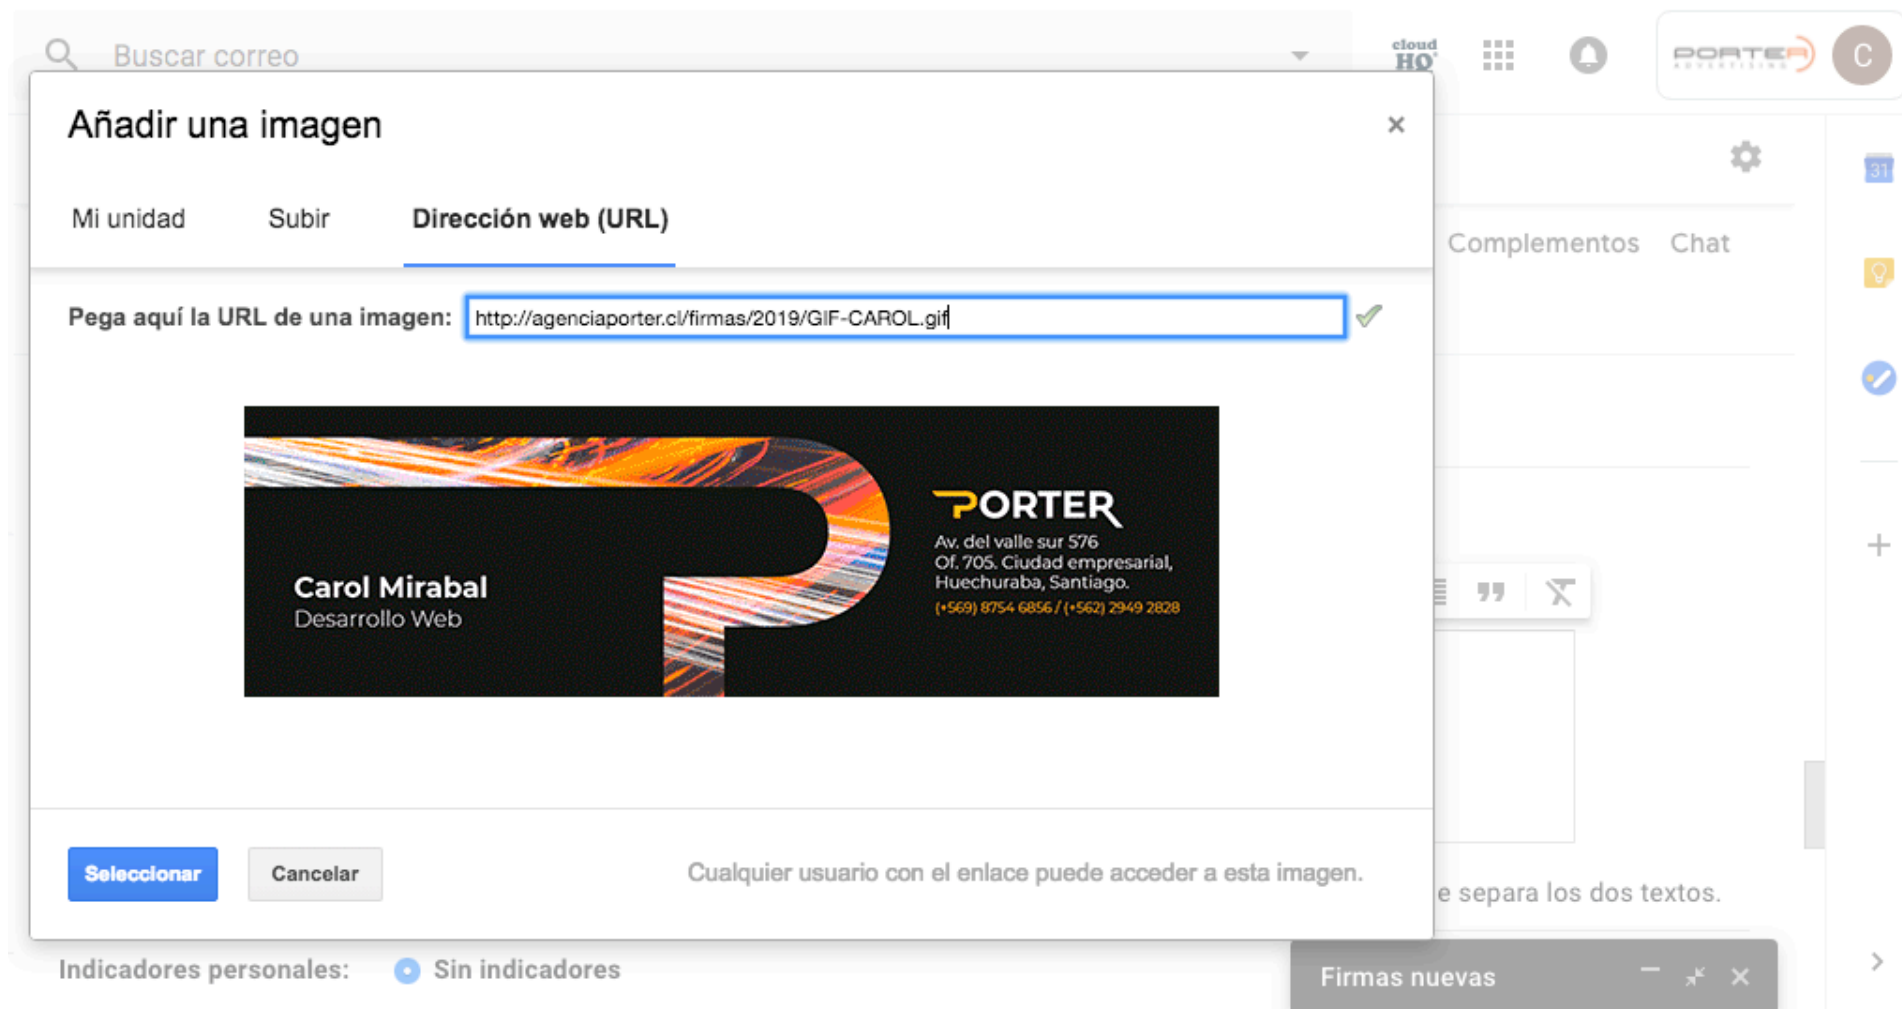 Buscar correo
cloud
HQ
PORTER
ADVERTISING
C
Añadir una imagen
×
31
Mi unidad Subir Dirección web (URL)
Complementos Chat
Pega aquí la URL de una imagen: http://agenciaporter.cl/firmas/2019/GIF-CAROL.gif
PORTER
Av. del valle sur 576
Of. 705. Ciudad empresarial,
Huechuraba, Santiago.
(+569) 8754 6856 / (+562) 2949 2828
Carol Mirabal
Desarrollo Web
Seleccionar Cancelar Cualquier usuario con el enlace puede acceder a esta imagen.
e separa los dos textos.
Indicadores personales: Sin indicadores
Firmas nuevas